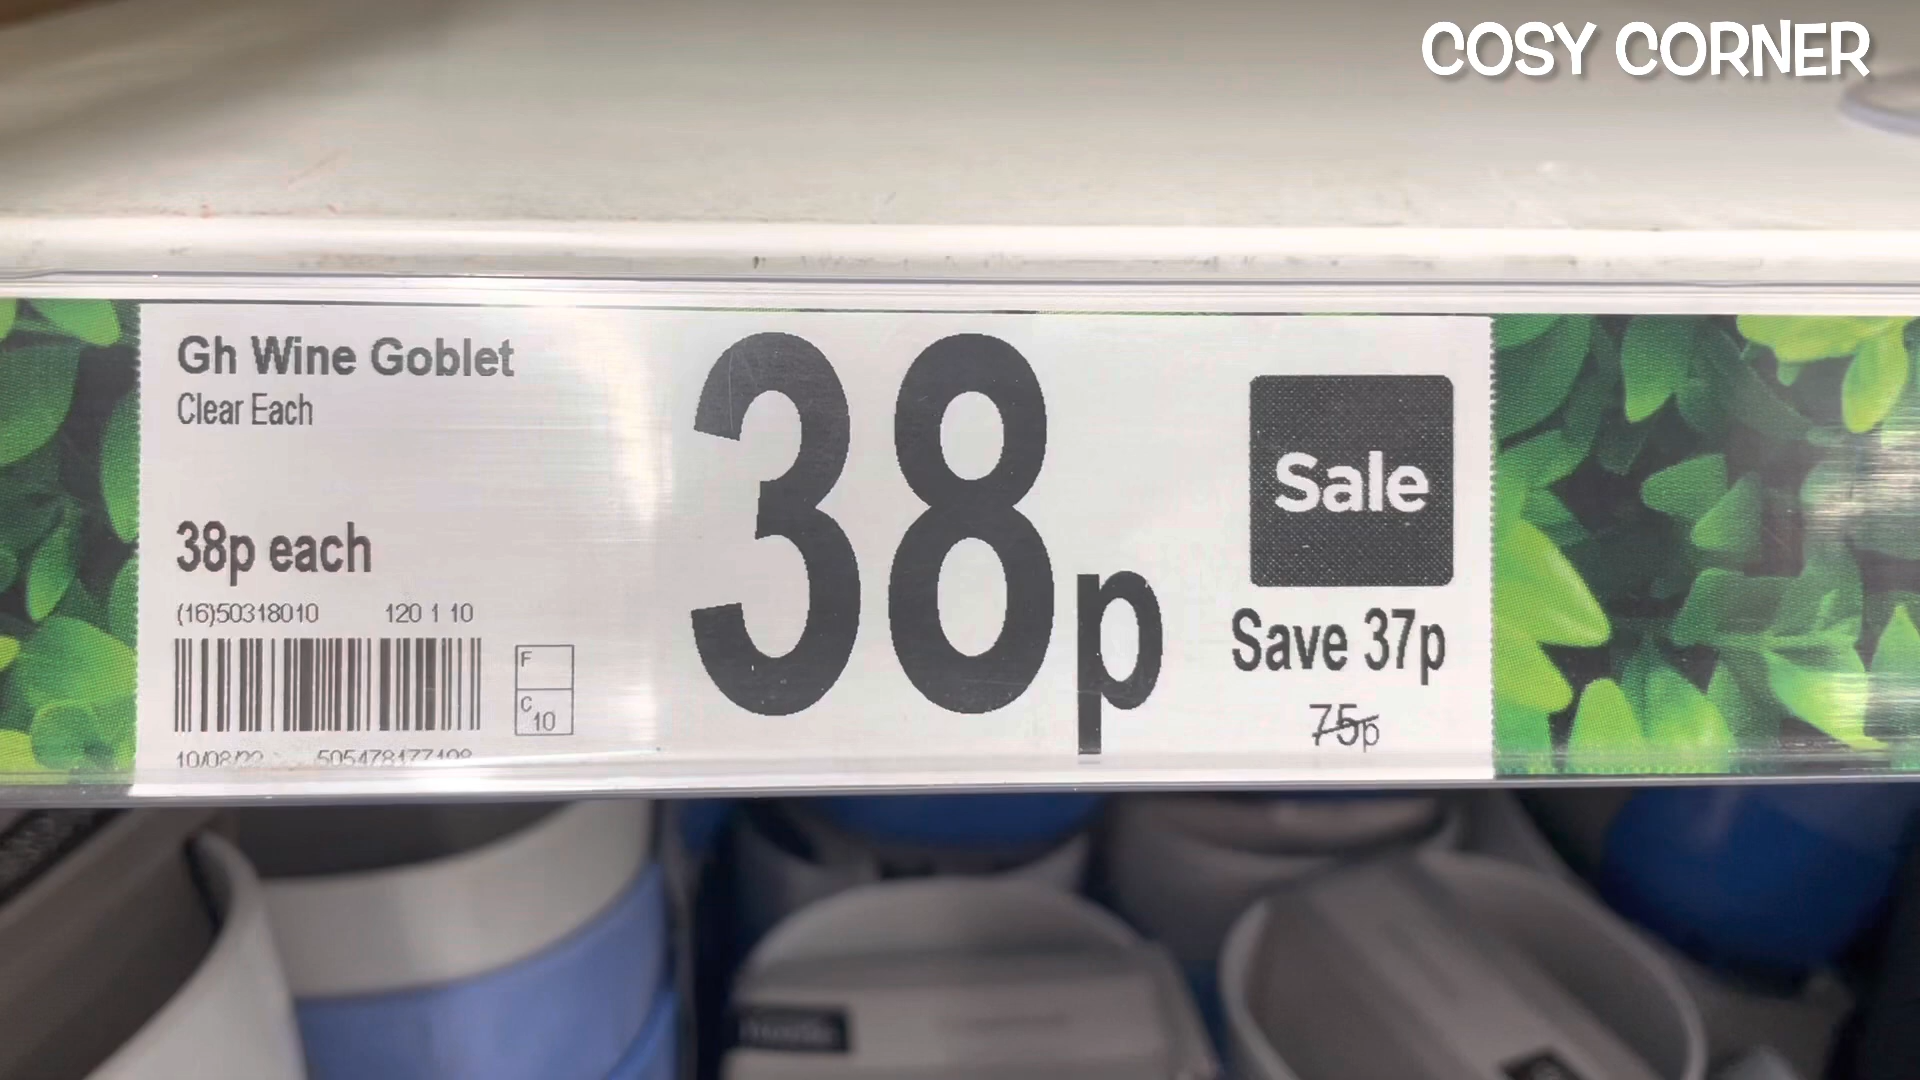 COSY CORNER
Gh Wine Goblet
Clear Each
38p each
(16)50318010 120 1 10
F
C
10
38p
Sale
Save 37p
75p